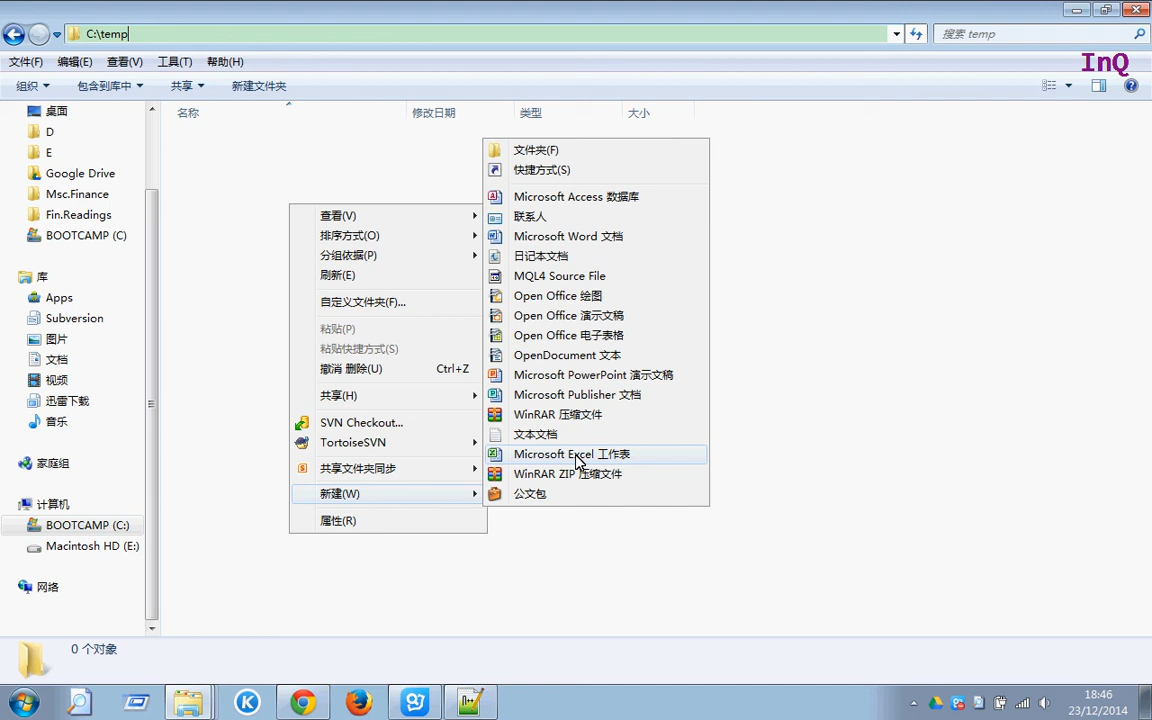 C:\temp
搜索 temp
文件(F) 编辑(E) 查看(V) 工具(T) 帮助(H)
InQ
组织 包含到库中 共享 新建文件夹
名称 修改日期 类型 大小
桌面
D
E
Google Drive
Msc.Finance
Fin.Readings
BOOTCAMP (C)
库
Apps
Subversion
图片
文档
视频
迅雷下载
音乐
家庭组
计算机
BOOTCAMP (C:)
Macintosh HD (E:)
网络
查看(V)
排序方式(O)
分组依据(P)
刷新(E)
自定义文件夹(F)...
粘贴(P)
粘贴快捷方式(S)
撤消 删除(U) Ctrl+Z
共享(H)
SVN Checkout...
TortoiseSVN
共享文件夹同步
新建(W)
属性(R)
文件夹(F)
快捷方式(S)
Microsoft Access 数据库
联系人
Microsoft Word 文档
日记本文档
MQL4 Source File
Open Office 绘图
Open Office 演示文稿
Open Office 电子表格
OpenDocument 文本
Microsoft PowerPoint 演示文稿
Microsoft Publisher 文档
WinRAR 压缩文件
文本文档
Microsoft Excel 工作表
WinRAR ZIP 压缩文件
公文包
0 个对象
18:46
23/12/2014